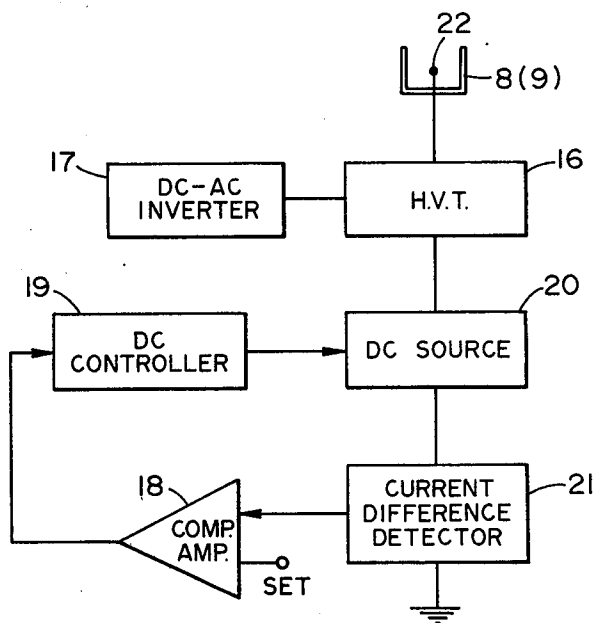 22
8(9)
17
DC-AC
INVERTER
16
H.V.T.
19
DC
CONTROLLER
20
DC SOURCE
18
COMP.
AMP.
SET
21
CURRENT
DIFFERENCE
DETECTOR